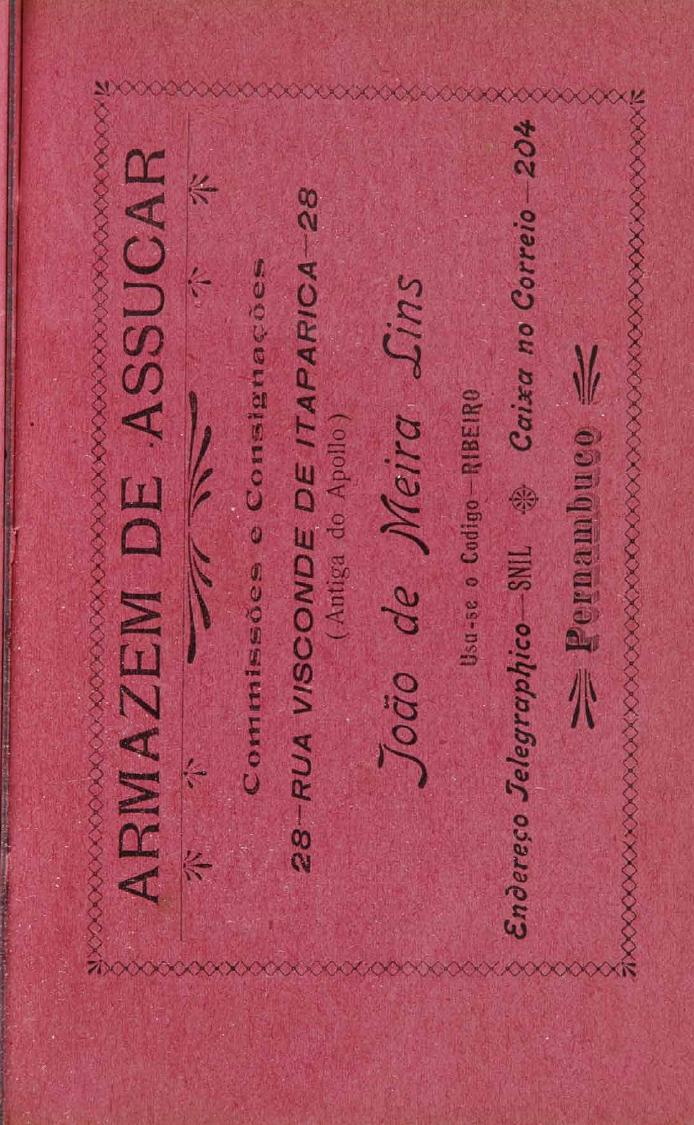 ARMAZEM DE ASSUCAR
Commissões e Consignações
28—RUA VISCONDE DE ITAPARICA—28
(Antiga do Apollo)
João de Meira Lins
Usa-se o Codigo—RIBEIRO
Endereço Telegraphico—SNIL Caixa no Correio—204
Pernambuco